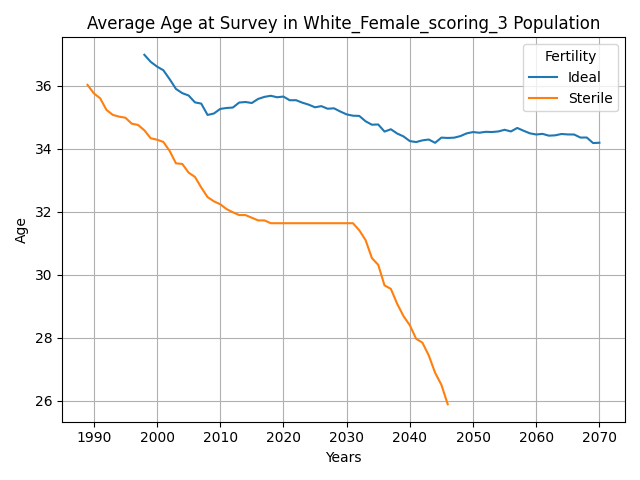 Average Age at Survey in White_Female_scoring_3 Population
Fertility
Ideal
Sterile
Age
36
34
32
30
28
26
1990 2000 2010 2020 2030 2040 2050 2060 2070
Years